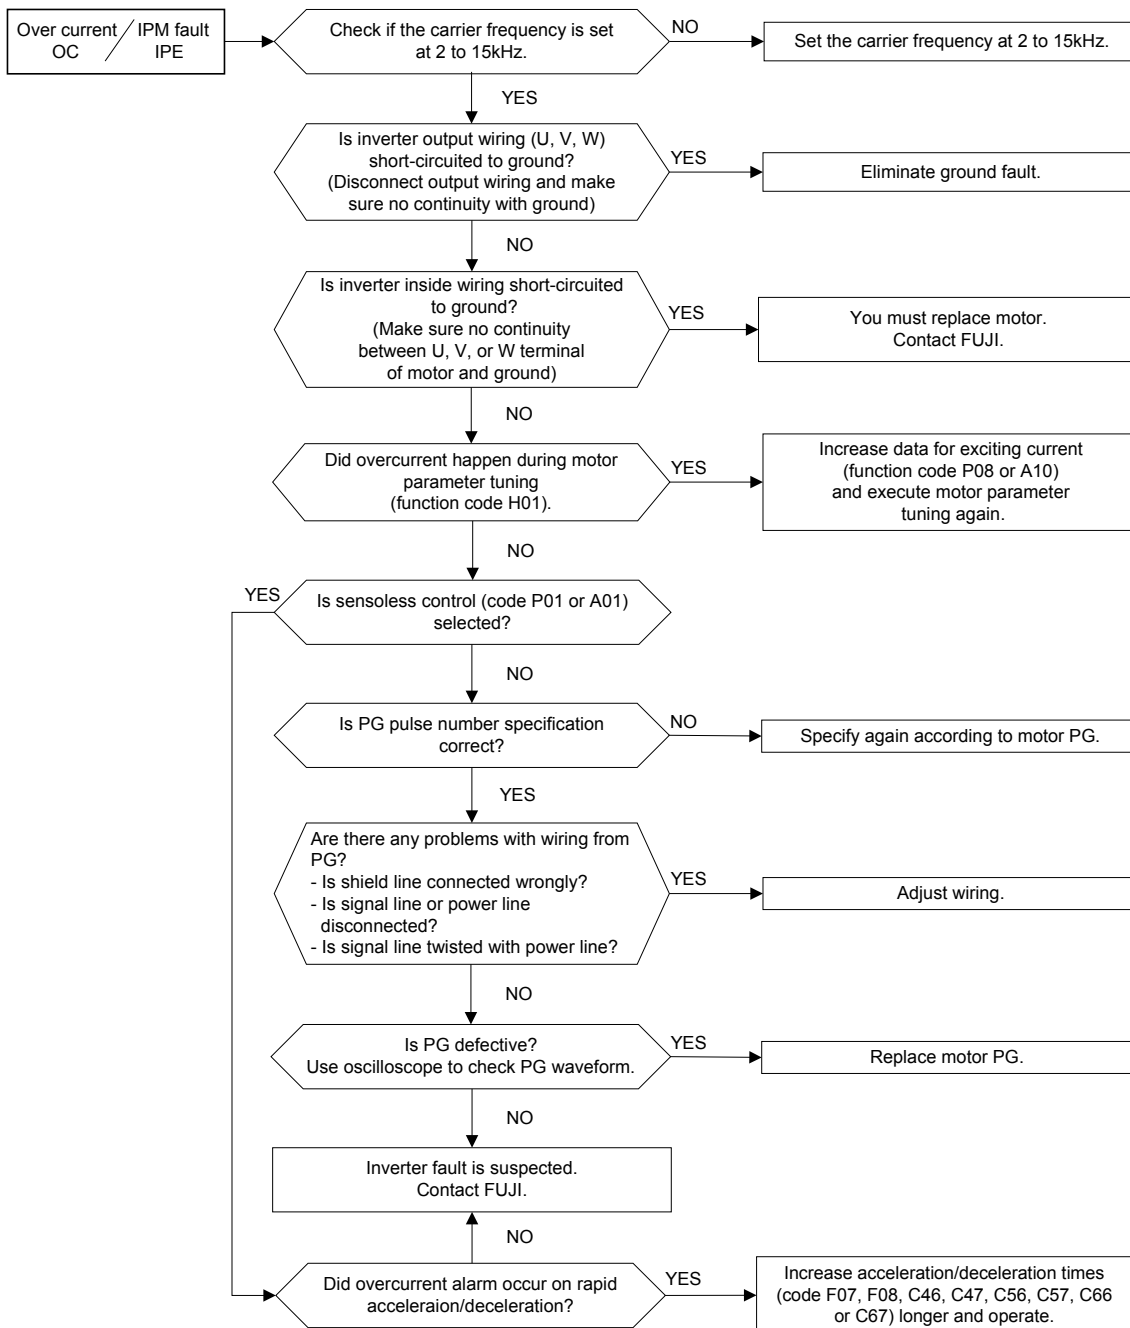 Over current / IPM fault
OC IPE
Check if the carrier frequency is set
at 2 to 15kHz.
NO
Set the carrier frequency at 2 to 15kHz.
YES
Is inverter output wiring (U, V, W)
short-circuited to ground?
(Disconnect output wiring and make
sure no continuity with ground)
YES
Eliminate ground fault.
NO
Is inverter inside wiring short-circuited
to ground?
(Make sure no continuity
between U, V, or W terminal
of motor and ground)
YES
You must replace motor.
Contact FUJI.
NO
Did overcurrent happen during motor
parameter tuning
(function code H01).
YES
Increase data for exciting current
(function code P08 or A10)
and execute motor parameter
tuning again.
NO
YES
Is sensoless control (code P01 or A01)
selected?
NO
Is PG pulse number specification
correct?
NO
Specify again according to motor PG.
YES
Are there any problems with wiring from
PG?
- Is shield line connected wrongly?
- Is signal line or power line
disconnected?
- Is signal line twisted with power line?
YES
Adjust wiring.
NO
Is PG defective?
Use oscilloscope to check PG waveform.
YES
Replace motor PG.
NO
Inverter fault is suspected.
Contact FUJI.
NO
Did overcurrent alarm occur on rapid
acceleraion/deceleration?
YES
Increase acceleration/deceleration times
(code F07, F08, C46, C47, C56, C57, C66
or C67) longer and operate.